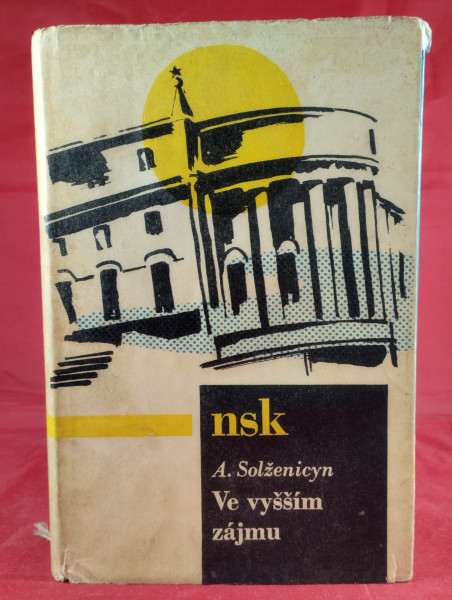 nsk
A. Solženicyn
Ve vyšším
zájmu